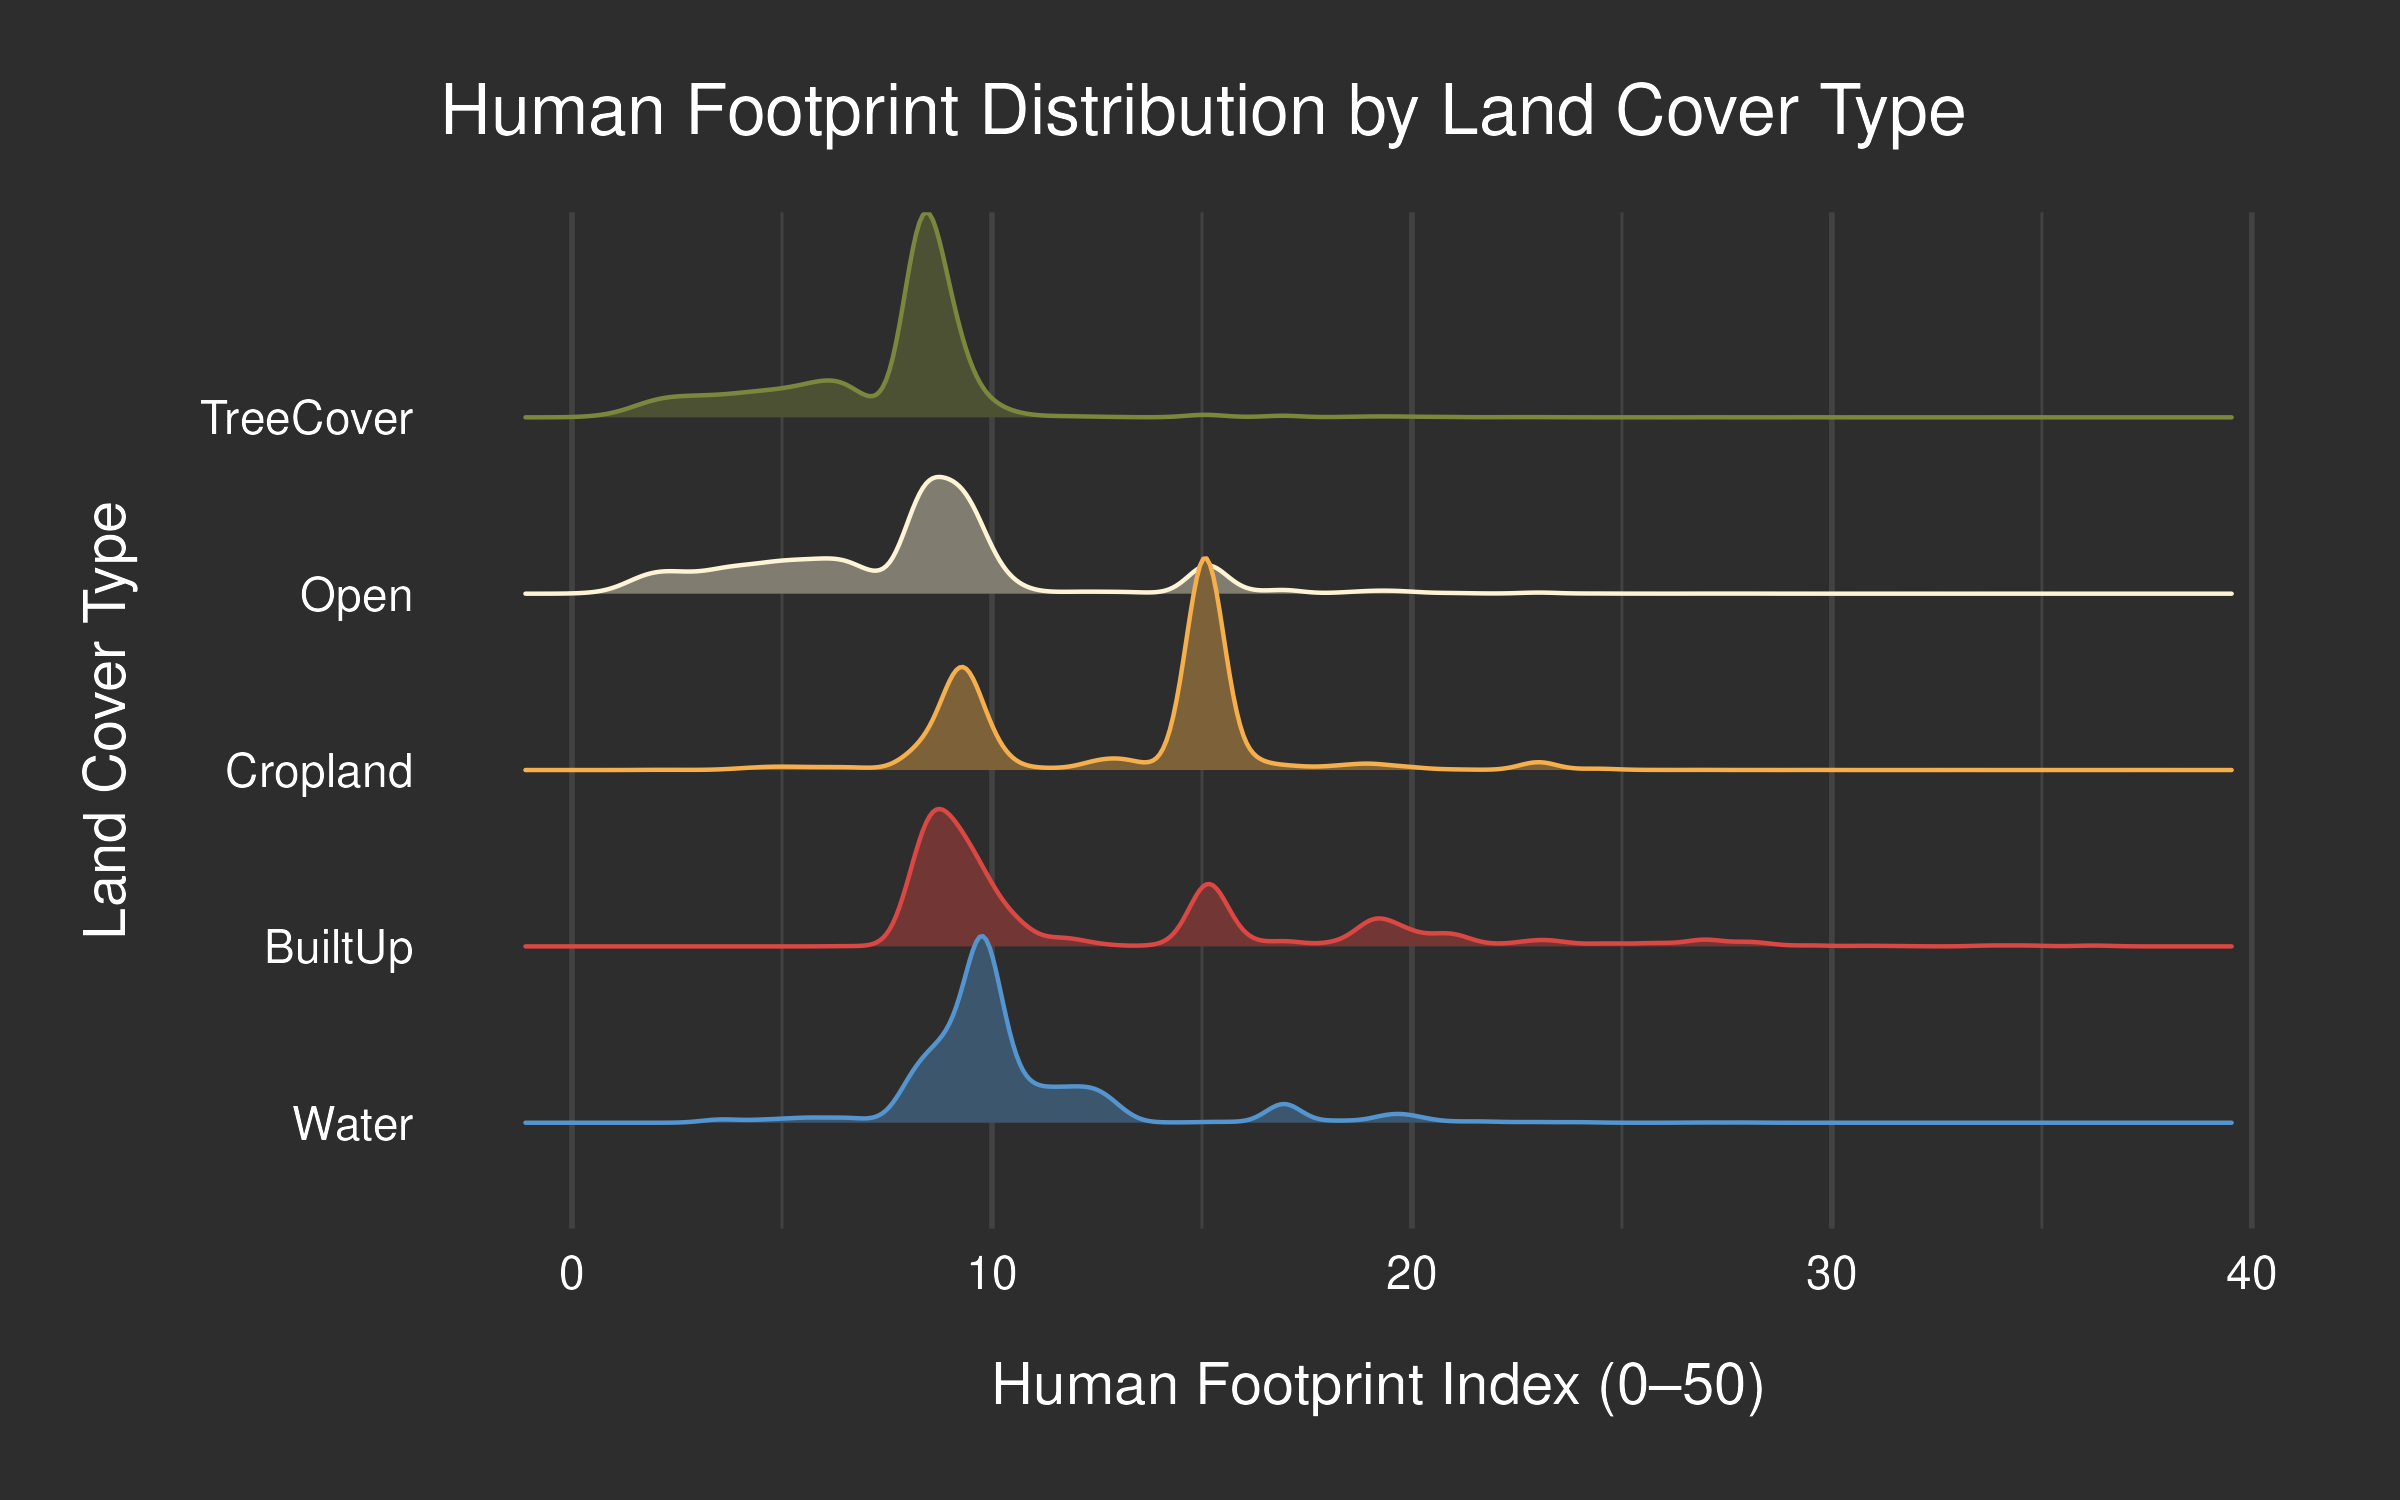 Human Footprint Distribution by Land Cover Type
Land Cover Type
TreeCover
Open
Cropland
BuiltUp
Water
0 10 20 30 40
Human Footprint Index (0–50)